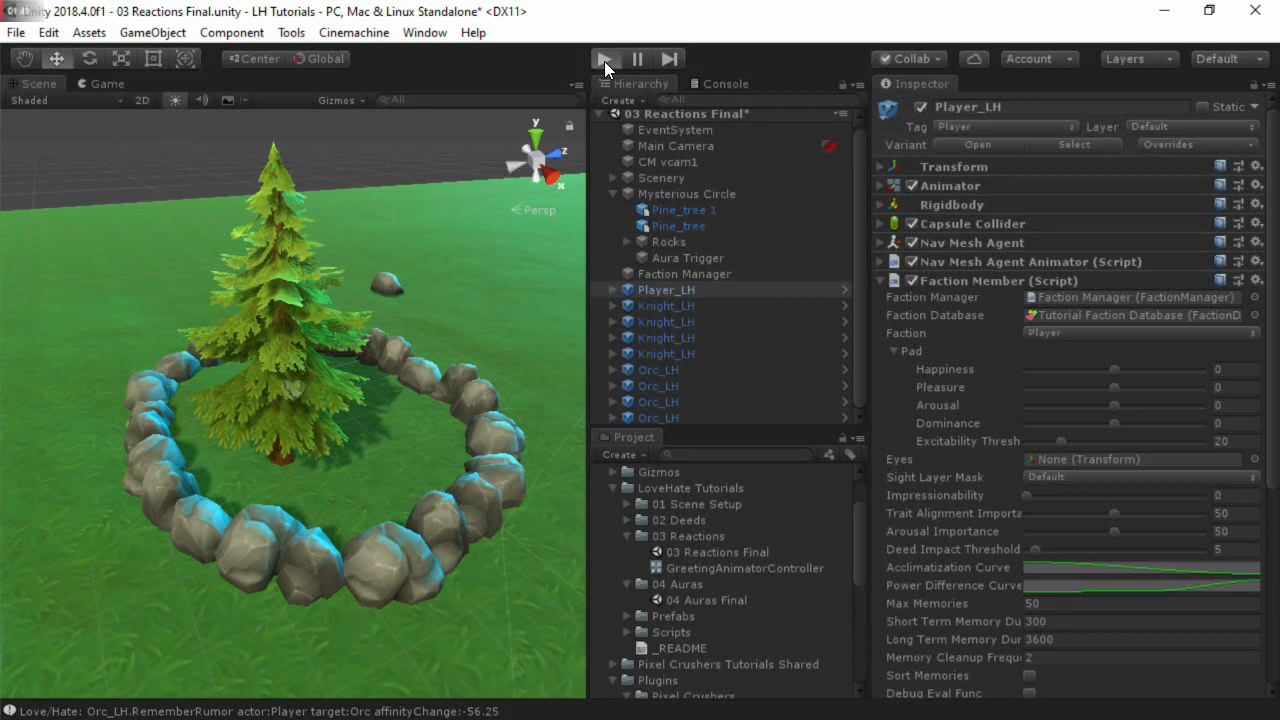 01:49
nity 2018.4.0f1 - 03 Reactions Final.unity - LH Tutorials - PC, Mac & Linux Standalone* <DX11>
File Edit Assets GameObject Component Tools Cinemachine Window Help
Center Global Collab Account Layers Default
Scene Game
Shaded 2D Gizmos All
y
z
x
Persp
Hierarchy Console
Create All
03 Reactions Final*
EventSystem
Main Camera
CM vcam1
Scenery
Mysterious Circle
Pine_tree 1
Pine_tree
Rocks
Aura Trigger
Faction Manager
Player_LH
Knight_LH
Knight_LH
Knight_LH
Knight_LH
Orc_LH
Orc_LH
Orc_LH
Orc_LH
Project
Create
Gizmos
LoveHate Tutorials
01 Scene Setup
02 Deeds
03 Reactions
03 Reactions Final
GreetingAnimatorController
04 Auras
04 Auras Final
Prefabs
Scripts
_README
Pixel Crushers Tutorials Shared
Plugins
Pixel Crushers
Inspector
Player_LH Static
Tag Player Layer Default
Variant Open Select Overrides
Transform
Animator
Rigidbody
Capsule Collider
Nav Mesh Agent
Nav Mesh Agent Animator (Script)
Faction Member (Script)
Faction Manager Faction Manager (FactionManager)
Faction Database Tutorial Faction Database (FactionD
Faction Player
Pad
Happiness 0
Pleasure 0
Arousal 0
Dominance 0
Excitability Thresh 20
Eyes None (Transform)
Sight Layer Mask Default
Impressionability 0
Trait Alignment Importa 50
Arousal Importance 50
Deed Impact Threshold 5
Acclimatization Curve
Power Difference Curve
Max Memories 50
Short Term Memory Du 300
Long Term Memory Dur 3600
Memory Cleanup Frequ 2
Sort Memories
Debug Eval Func
Love/Hate: Orc_LH.RememberRumor actor:Player target:Orc affinityChange:-56.25